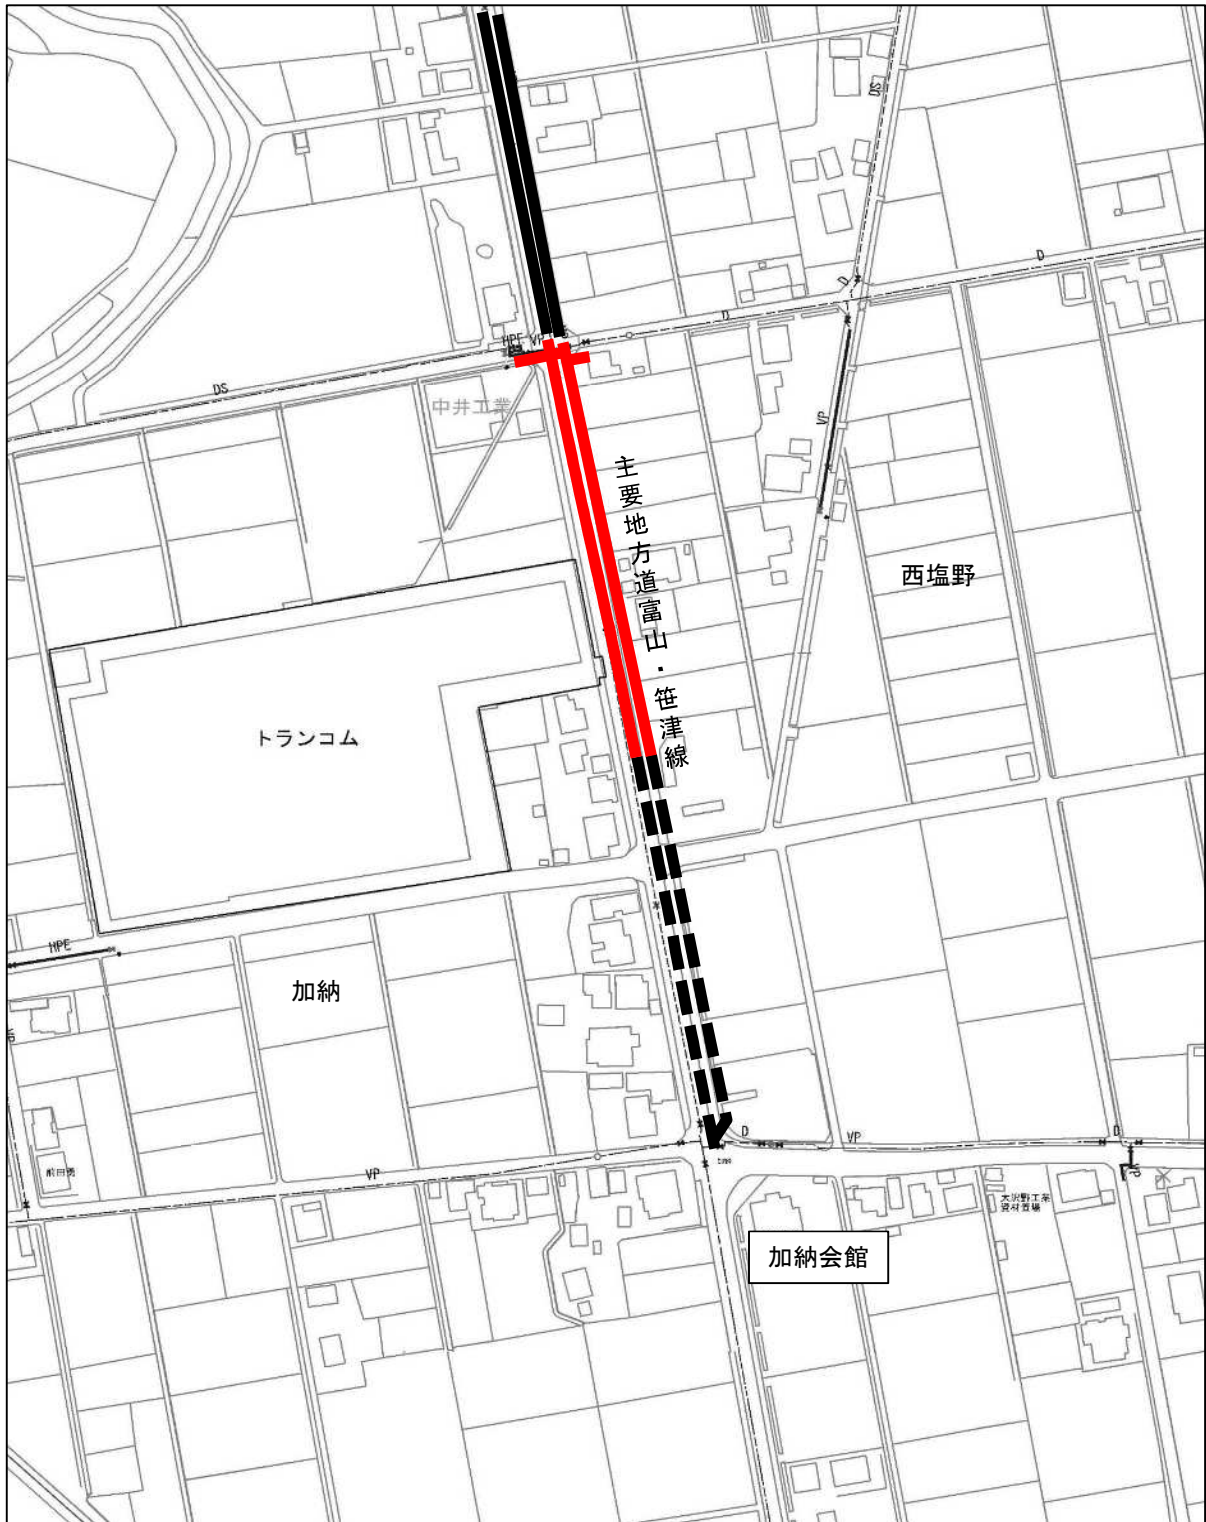 DS
D
D
D
HPE
VP
DS
中井工業
VP
主要地方道富山・笹津線
西塩野
トランコム
HPE
加納
D
VP
D
VP
前田勇
VP
大沢野工業
資材置場
加納会館